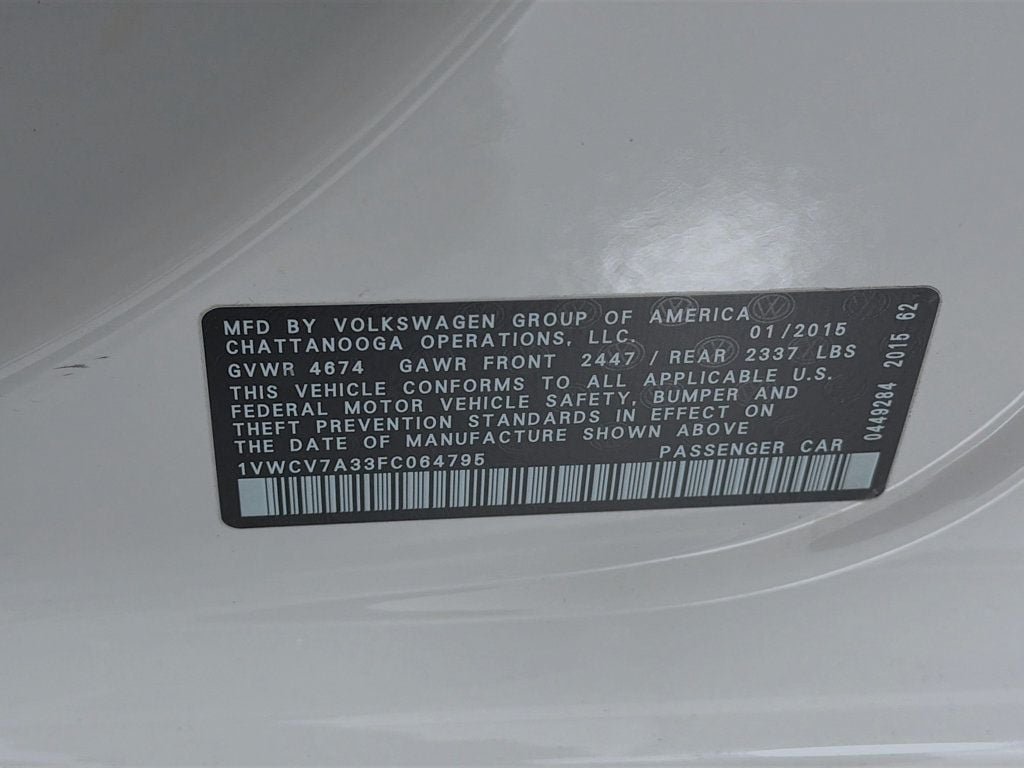 MFD BY VOLKSWAGEN GROUP OF AMERICA
CHATTANOOGA OPERATIONS, LLC. 01/2015
GVWR 4674 GAWR FRONT 2447 / REAR 2337 LBS
THIS VEHICLE CONFORMS TO ALL APPLICABLE U.S.
FEDERAL MOTOR VEHICLE SAFETY, BUMPER AND
THEFT PREVENTION STANDARDS IN EFFECT ON
THE DATE OF MANUFACTURE SHOWN ABOVE
1VWCV7A33FC064795 PASSENGER CAR
0449284 2015 62